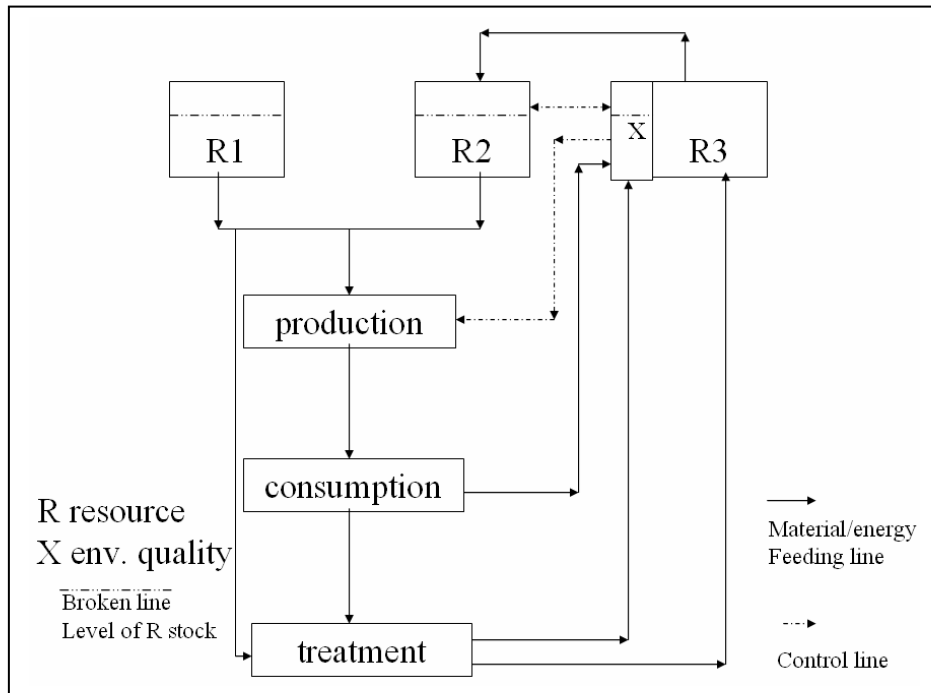 R1
R2
X
R3
production
consumption
treatment
R resource
X env. quality
Broken line
Level of R stock
Material/energy
Feeding line
Control line